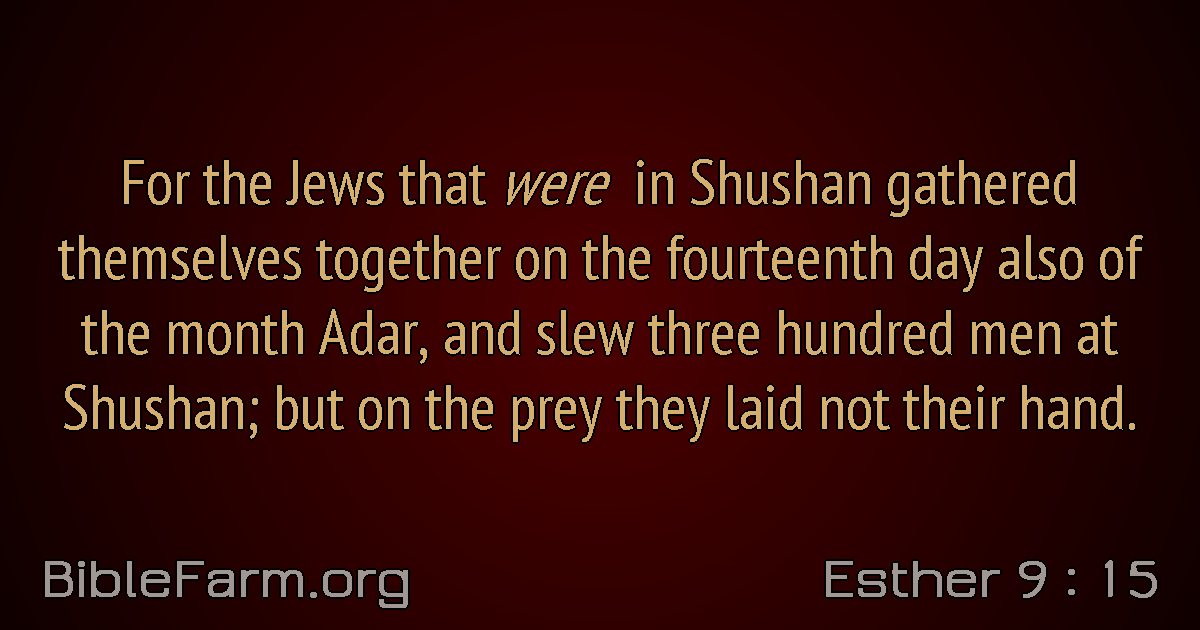 For the Jews that were in Shushan gathered
themselves together on the fourteenth day also of
the month Adar, and slew three hundred men at
Shushan; but on the prey they laid not their hand.
BibleFarm.org
Esther 9 : 15